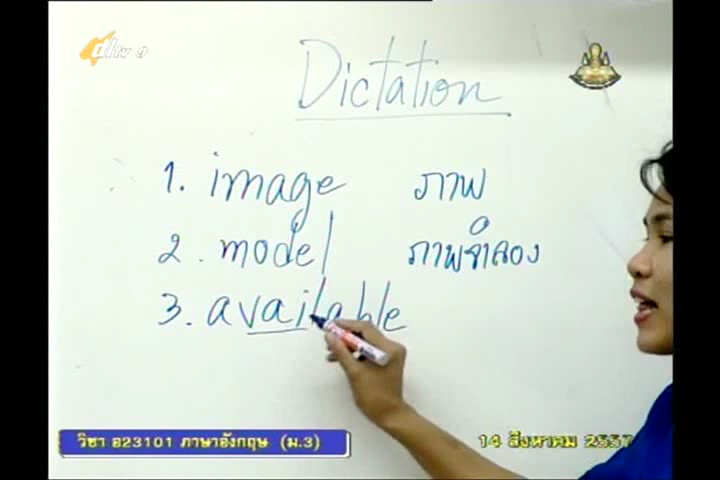 dltv 9
Dictation
1. image ภาพ
2. model ภาพจำลอง
3. available
วิชา อ23101 ภาษาอังกฤษ (ม.3)
14 สิงหาคม 2557